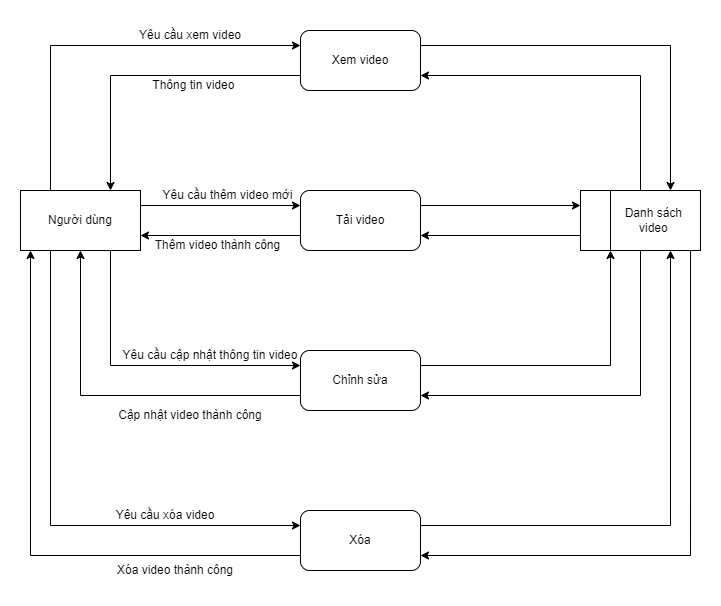 Yêu cầu xem video
Xem video
Thông tin video
Yêu cầu thêm video mới
Người dùng
Tải video
Danh sách
video
Thêm video thành công
Yêu cầu cập nhật thông tin video
Chỉnh sửa
Cập nhật video thành công
Yêu cầu xóa video
Xóa
Xóa video thành công